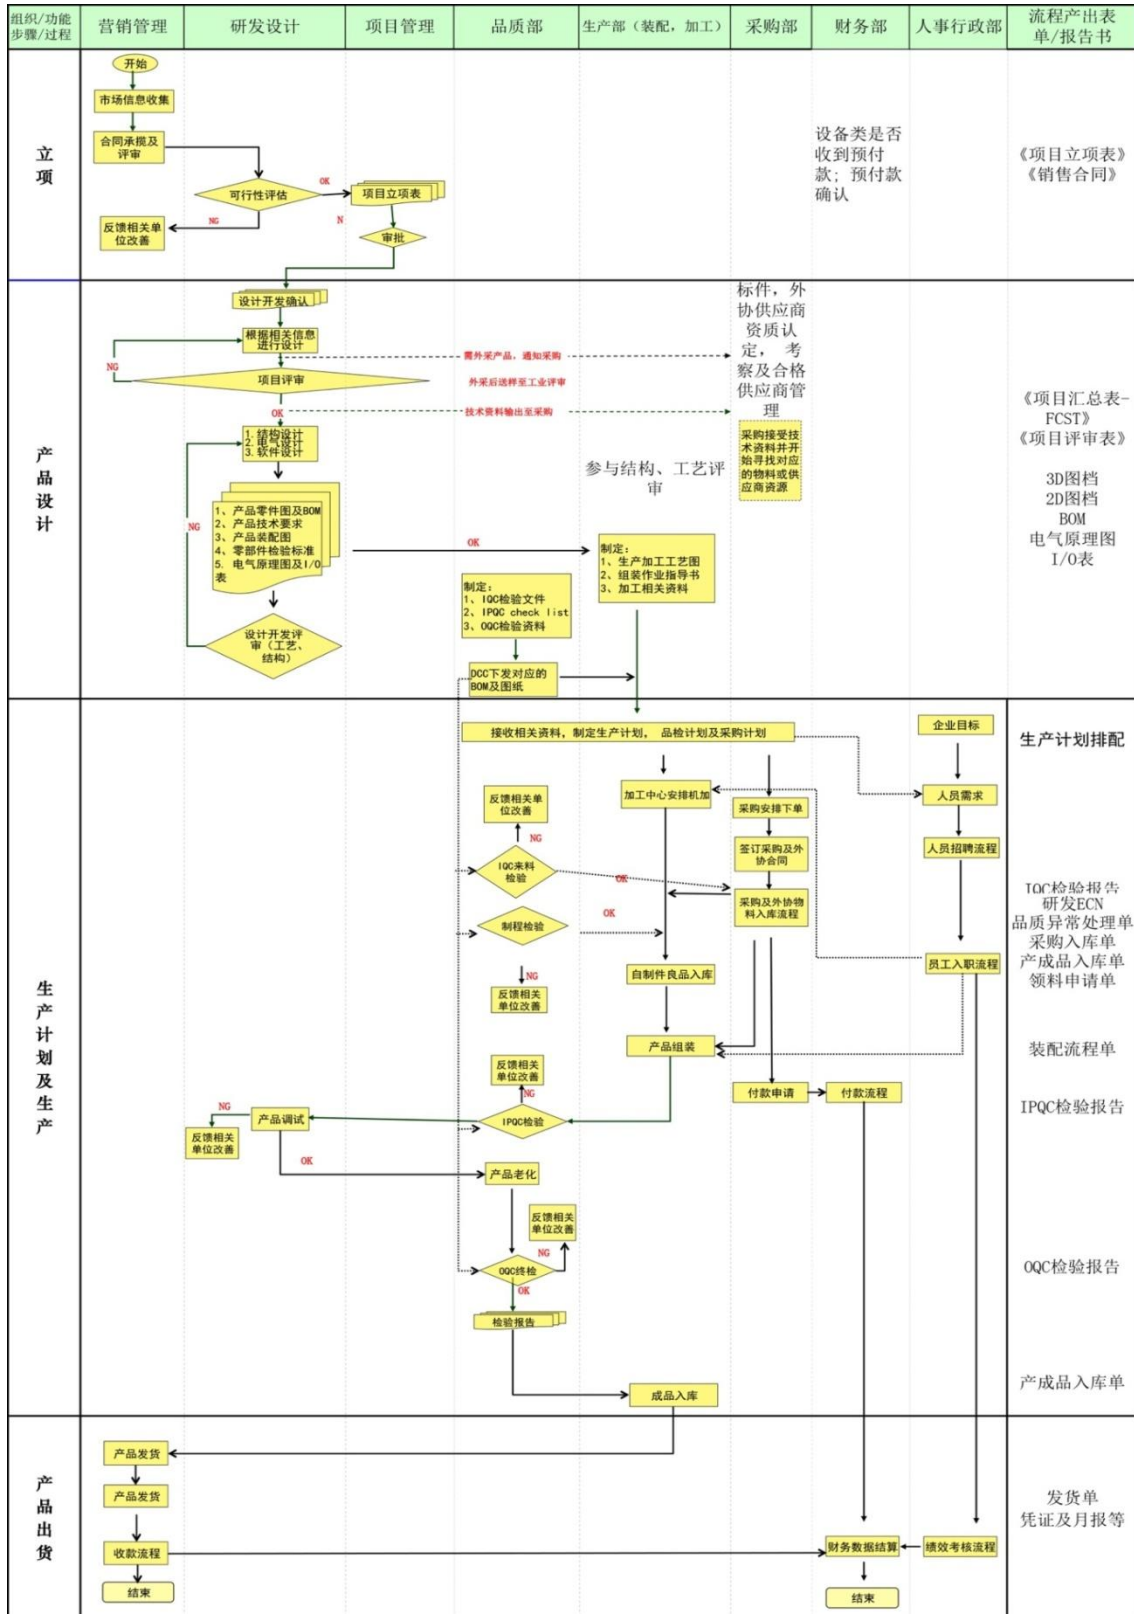 组织/功能
步骤/过程
营销管理
研发设计
项目管理
品质部
生产部（装配，加工）
采购部
财务部
人事行政部
流程产出表
单/报告书
立
项
开始
市场信息收集
合同承揽及
评审
可行性评估
OK
项目立项表
NG
N
反馈相关单
位改善
审批
设备类是否
收到预付
款；预付款
确认
《项目立项表》
《销售合同》
产
品
设
计
设计开发确认
根据相关信息
进行设计
需外采产品，通知采购
NG
项目评审
外采后送样至工业评审
OK
技术资料输出至采购
标件，外
协供应商
资质认
定， 考
察及合格
供应商管
理
采购接受技
术资料并开
始寻找对应
的物料或供
应商资源
1. 结构设计
2. 电气设计
3. 软件设计
参与结构、工艺评
审
NG
1、产品零件图及BOM
2、产品技术要求
3、产品装配图
4、零部件检验标准
5. 电气原理图及I/O
表
OK
制定：
1、生产加工工艺图
2、组装作业指导书
3、加工相关资料
制定：
1、IQC检验文件
2、IPQC check list
3、OQC检验资料
设计开发评
审（工艺、
结构）
DCC下发对应的
BOM及图纸
《项目汇总表-
FCST》
《项目评审表》
3D图档
2D图档
BOM
电气原理图
I/O表
生
产
计
划
及
生
产
接收相关资料，制定生产计划， 品检计划及采购计划
企业目标
生产计划排配
反馈相关单
位改善
加工中心安排机加
采购安排下单
人员需求
NG
签订采购及外
协合同
人员招聘流程
IQC来料
检验
OK
采购及外协物
料入库流程
制程检验
OK
IQC检验报告
研发ECN
品质异常处理单
采购入库单
产成品入库单
领料申请单
NG
自制件良品入库
员工入职流程
反馈相关
单位改善
产品组装
装配流程单
反馈相关
单位改善
NG
付款申请
付款流程
NG
产品调试
IPQC检验
IPQC检验报告
反馈相关
单位改善
OK
产品老化
反馈相关
单位改善
NG
OQC终检
OQC检验报告
OK
检验报告
成品入库
产成品入库单
产
品
出
货
产品发货
产品发货
发货单
凭证及月报等
收款流程
财务数据结算
绩效考核流程
结束
结束